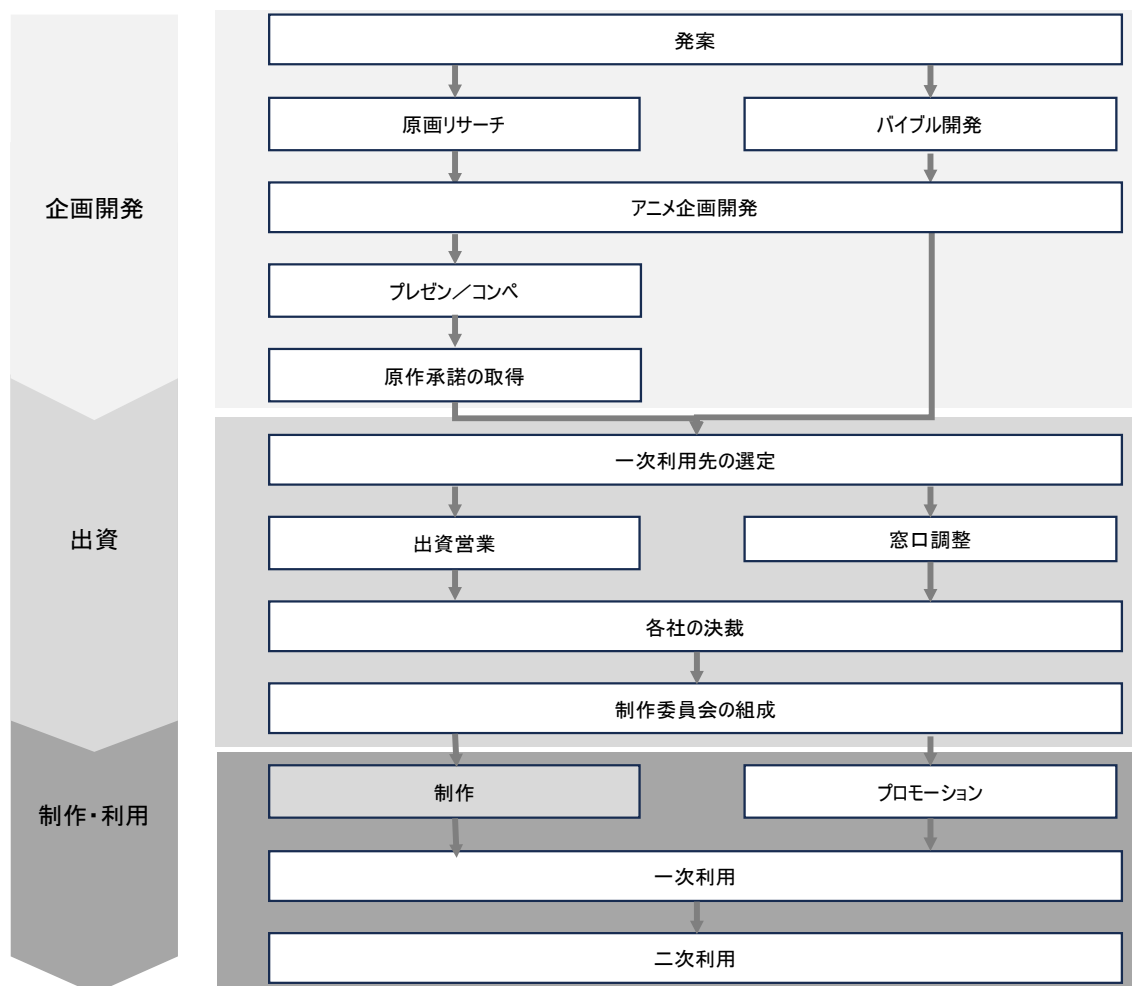 企画開発
発案
原画リサーチ
バイブル開発
アニメ企画開発
プレゼン／コンペ
原作承諾の取得
出資
一次利用先の選定
出資営業
窓口調整
各社の決裁
制作委員会の組成
制作・利用
制作
プロモーション
一次利用
二次利用